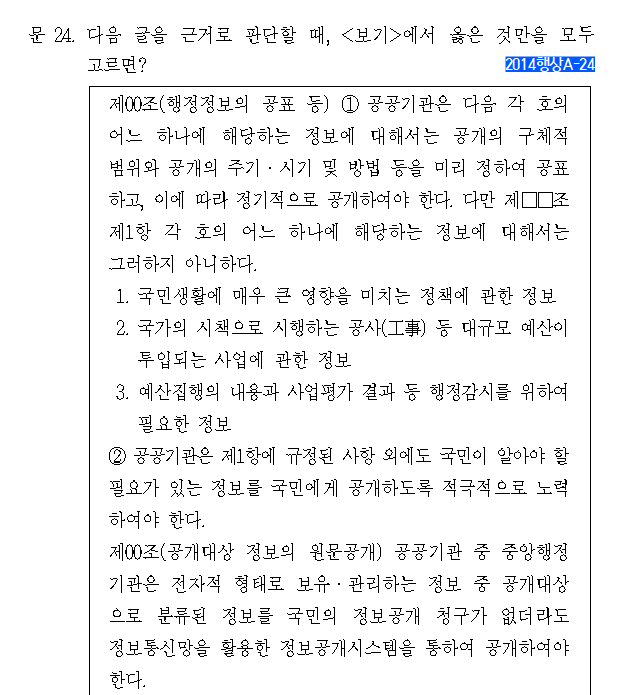 문 24. 다음 글을 근거로 판단할 때, <보기>에서 옳은 것만을 모두
고르면?
2014행상A-24
제00조(행정정보의 공표 등) ① 공공기관은 다음 각 호의
어느 하나에 해당하는 정보에 대해서는 공개의 구체적
범위와 공개의 주기·시기 및 방법 등을 미리 정하여 공표
하고, 이에 따라 정기적으로 공개하여야 한다. 다만 제□□조
제1항 각 호의 어느 하나에 해당하는 정보에 대해서는
그러하지 아니하다.
1. 국민생활에 매우 큰 영향을 미치는 정책에 관한 정보
2. 국가의 시책으로 시행하는 공사(工事) 등 대규모 예산이
투입되는 사업에 관한 정보
3. 예산집행의 내용과 사업평가 결과 등 행정감시를 위하여
필요한 정보
② 공공기관은 제1항에 규정된 사항 외에도 국민이 알아야 할
필요가 있는 정보를 국민에게 공개하도록 적극적으로 노력
하여야 한다.
제00조(공개대상 정보의 원문공개) 공공기관 중 중앙행정
기관은 전자적 형태로 보유·관리하는 정보 중 공개대상
으로 분류된 정보를 국민의 정보공개 청구가 없더라도
정보통신망을 활용한 정보공개시스템을 통하여 공개하여야
한다.